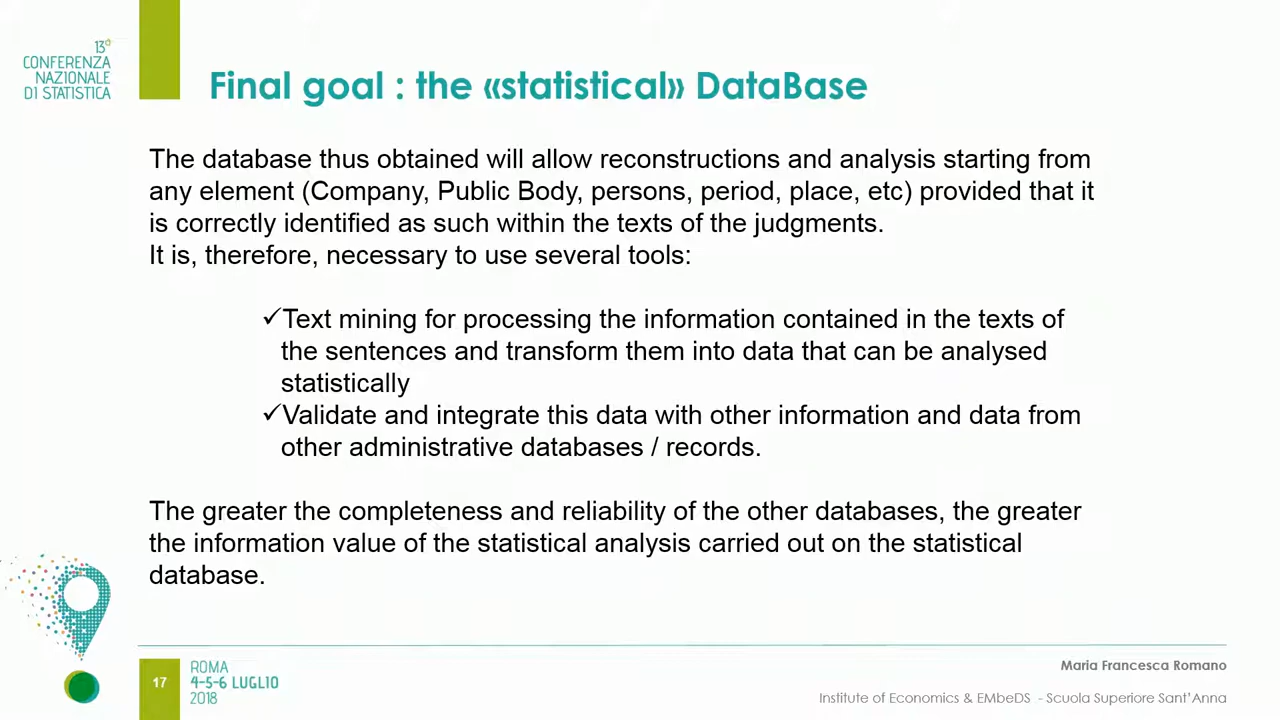 13°
CONFERENZA
NAZIONALE
DI STATISTICA
Final goal : the «statistical» DataBase
The database thus obtained will allow reconstructions and analysis starting from
any element (Company, Public Body, persons, period, place, etc) provided that it
is correctly identified as such within the texts of the judgments.
It is, therefore, necessary to use several tools:
✓Text mining for processing the information contained in the texts of
the sentences and transform them into data that can be analysed
statistically
✓Validate and integrate this data with other information and data from
other administrative databases / records.
The greater the completeness and reliability of the other databases, the greater
the information value of the statistical analysis carried out on the statistical
database.
17
ROMA
4-5-6 LUGLIO
2018
Maria Francesca Romano
Institute of Economics & EMbeDS - Scuola Superiore Sant'Anna